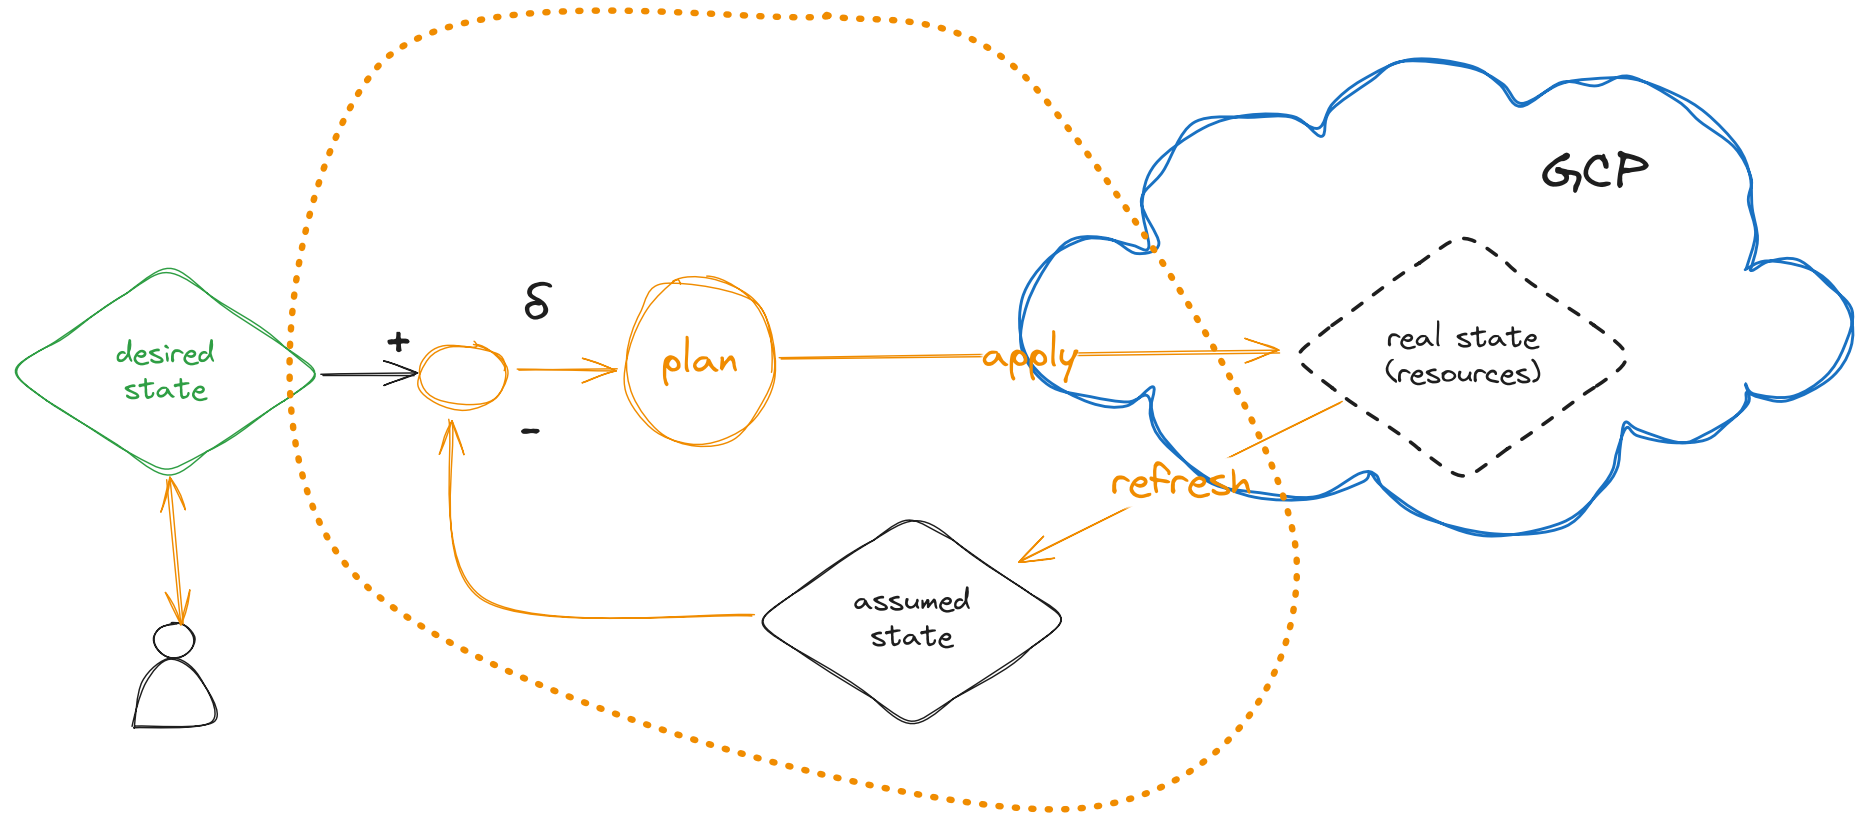 GCP
δ
+
desired
state
plan
apply
real state
(resources)
-
refresh
assumed
state